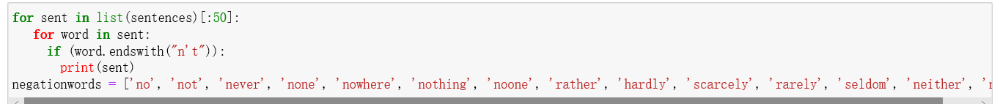 for sent in list(sentences)[:50]:
   for word in sent:
     if (word.endswith("n't")):
       print(sent)
negationwords = ['no', 'not', 'never', 'none', 'nowhere', 'nothing', 'noone', 'rather', 'hardly', 'scarcely', 'rarely', 'seldom', 'neither',